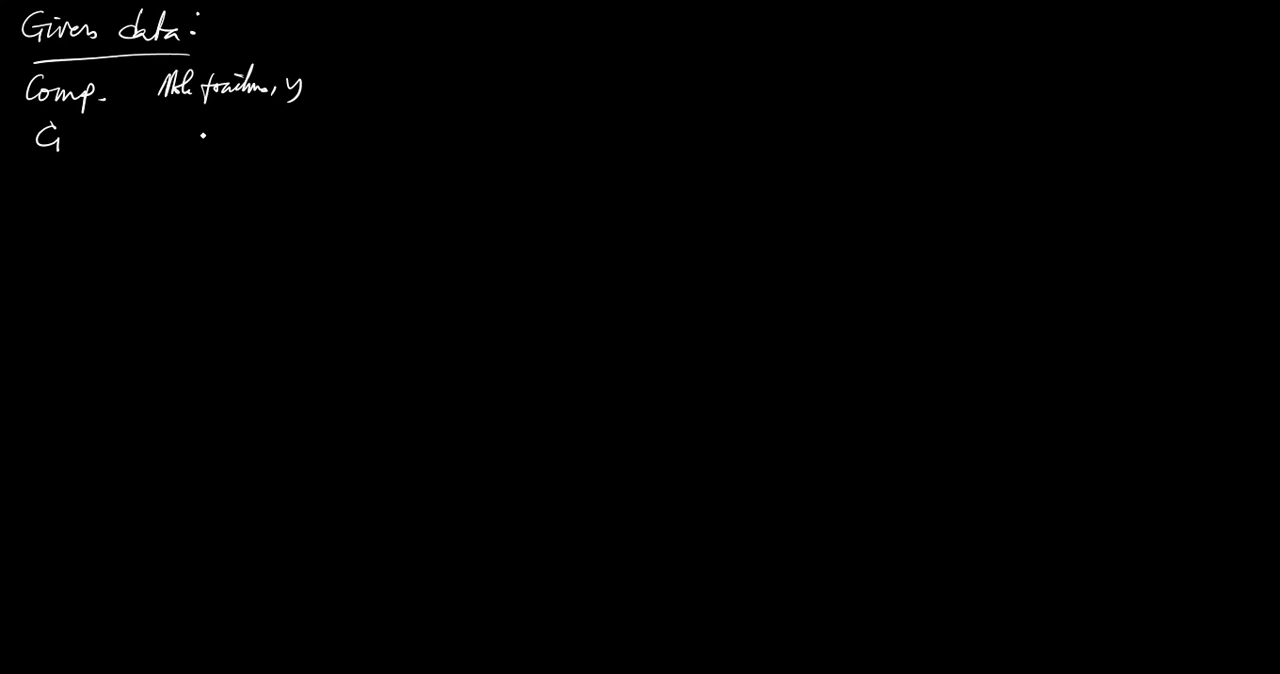 Given data:
Comp. Mole fraction, y
C1